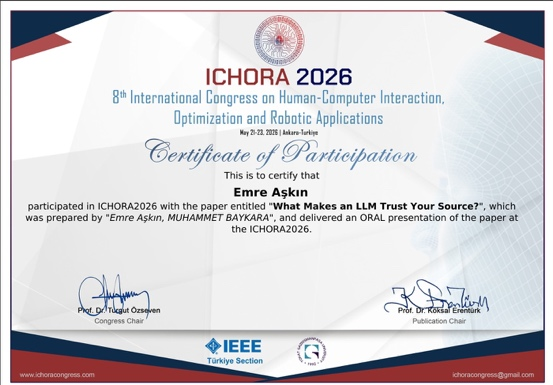 ICHORA 2026
8th International Congress on Human-Computer Interaction,
Optimization and Robotic Applications
May 21-23, 2026 | Ankara-Turkiye
Certificate of Participation
This is to certify that
Emre Aşkın
participated in ICHORA2026 with the paper entitled "What Makes an LLM Trust Your Source?", which
was prepared by "Emre Aşkın, MUHAMMET BAYKARA", and delivered an ORAL presentation of the paper at
the ICHORA2026.
Prof. Dr. Turgut Özseven
Congress Chair
Prof. Dr. Köksal Erentürk
Publication Chair
IEEE
Türkiye Section
www.ichoracongress.com
ichoracongress@gmail.com